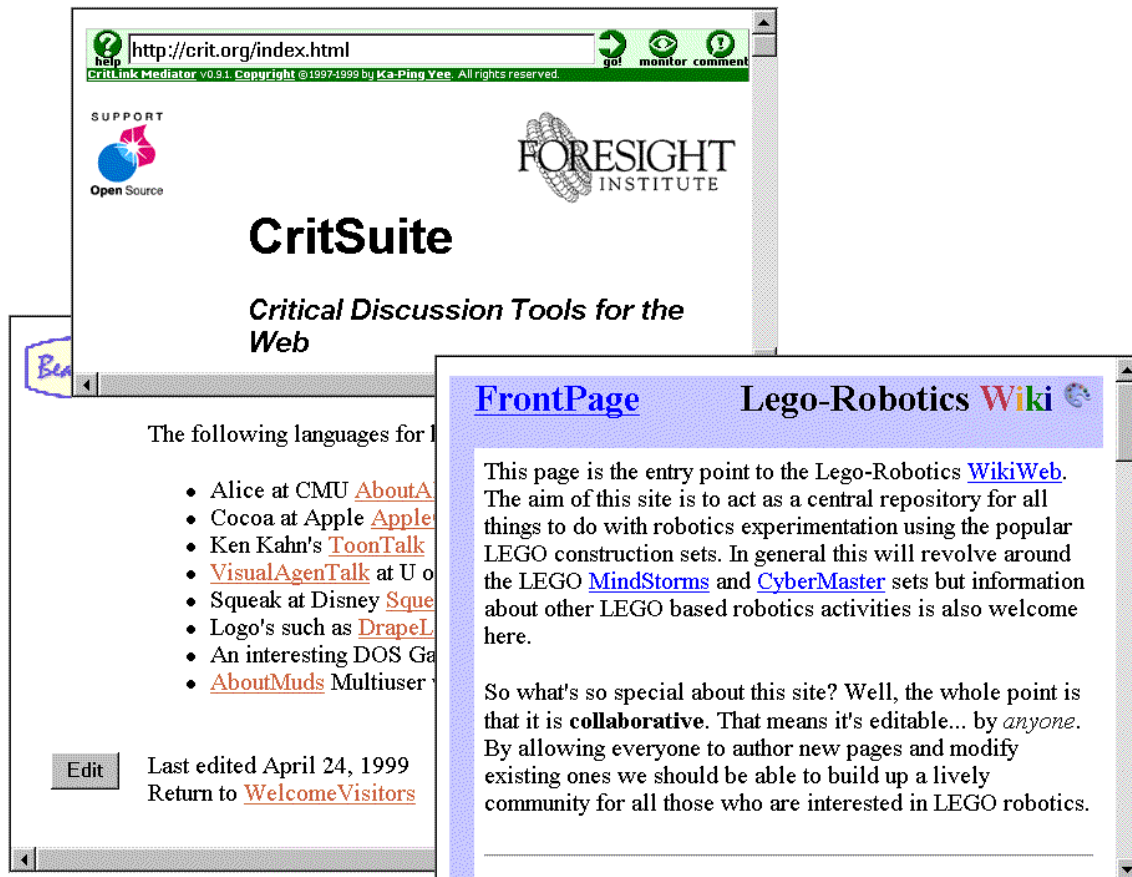 http://crit.org/index.html
help
go!
monitor
comment
CritLink Mediator v0.9.1. Copyright ©1997-1999 by Ka-Ping Yee. All rights reserved.
SUPPORT
Open Source
FORESIGHT
INSTITUTE
CritSuite
Critical Discussion Tools for the
Web
The following languages for
• Alice at CMU
• Cocoa at Apple
• Ken Kahn's ToonTalk
• VisualAgenTalk at U
• Squeak at Disney
• Logo's such as
• An interesting DOS
• AboutMuds Multiuser
Edit
Last edited April 24, 1999
Return to WelcomeVisitors
FrontPage
Lego-Robotics Wiki
This page is the entry point to the Lego-Robotics WikiWeb.
The aim of this site is to act as a central repository for all
things to do with robotics experimentation using the popular
LEGO construction sets. In general this will revolve around
the LEGO MindStorms and CyberMaster sets but information
about other LEGO based robotics activities is also welcome
here.
So what's so special about this site? Well, the whole point is
that it is collaborative. That means it's editable... by anyone.
By allowing everyone to author new pages and modify
existing ones we should be able to build up a lively
community for all those who are interested in LEGO robotics.